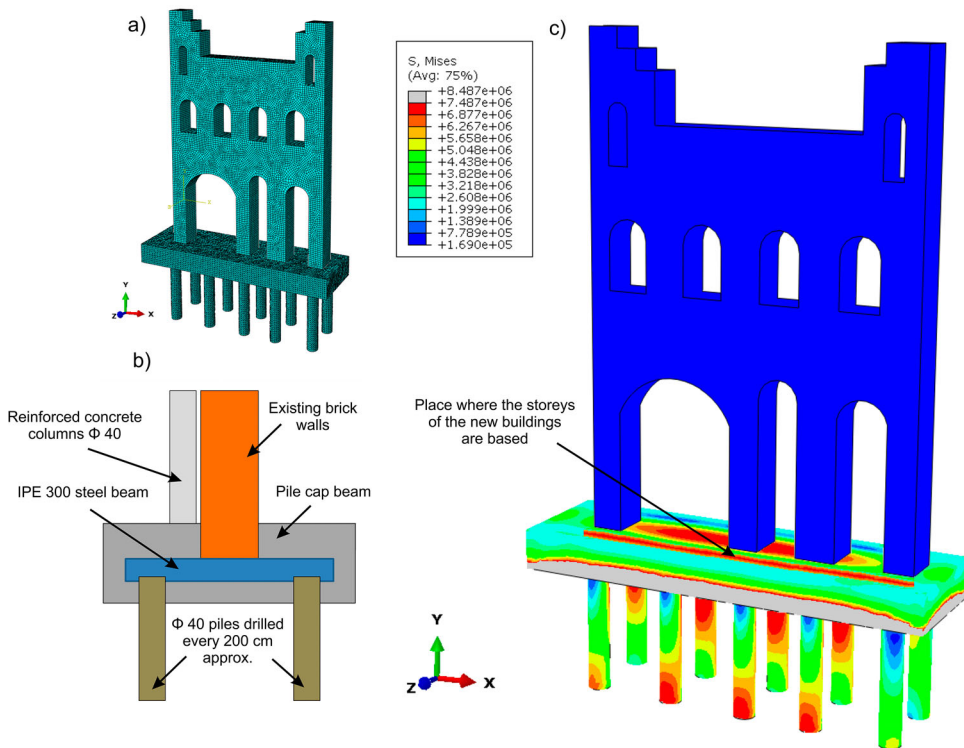 a)
Y
Z
X
S, Mises
(Avg: 75%)
+8.487e+06
+7.487e+06
+6.877e+06
+6.267e+06
+5.658e+06
+5.048e+06
+4.438e+06
+3.828e+06
+3.218e+06
+2.608e+06
+1.999e+06
+1.389e+06
+7.789e+05
+1.690e+05
b)
Reinforced concrete
columns Φ 40
Existing brick
walls
IPE 300 steel beam
Pile cap beam
Φ 40 piles drilled
every 200 cm
approx.
c)
Place where the storeys
of the new buildings
are based
Y
Z
X